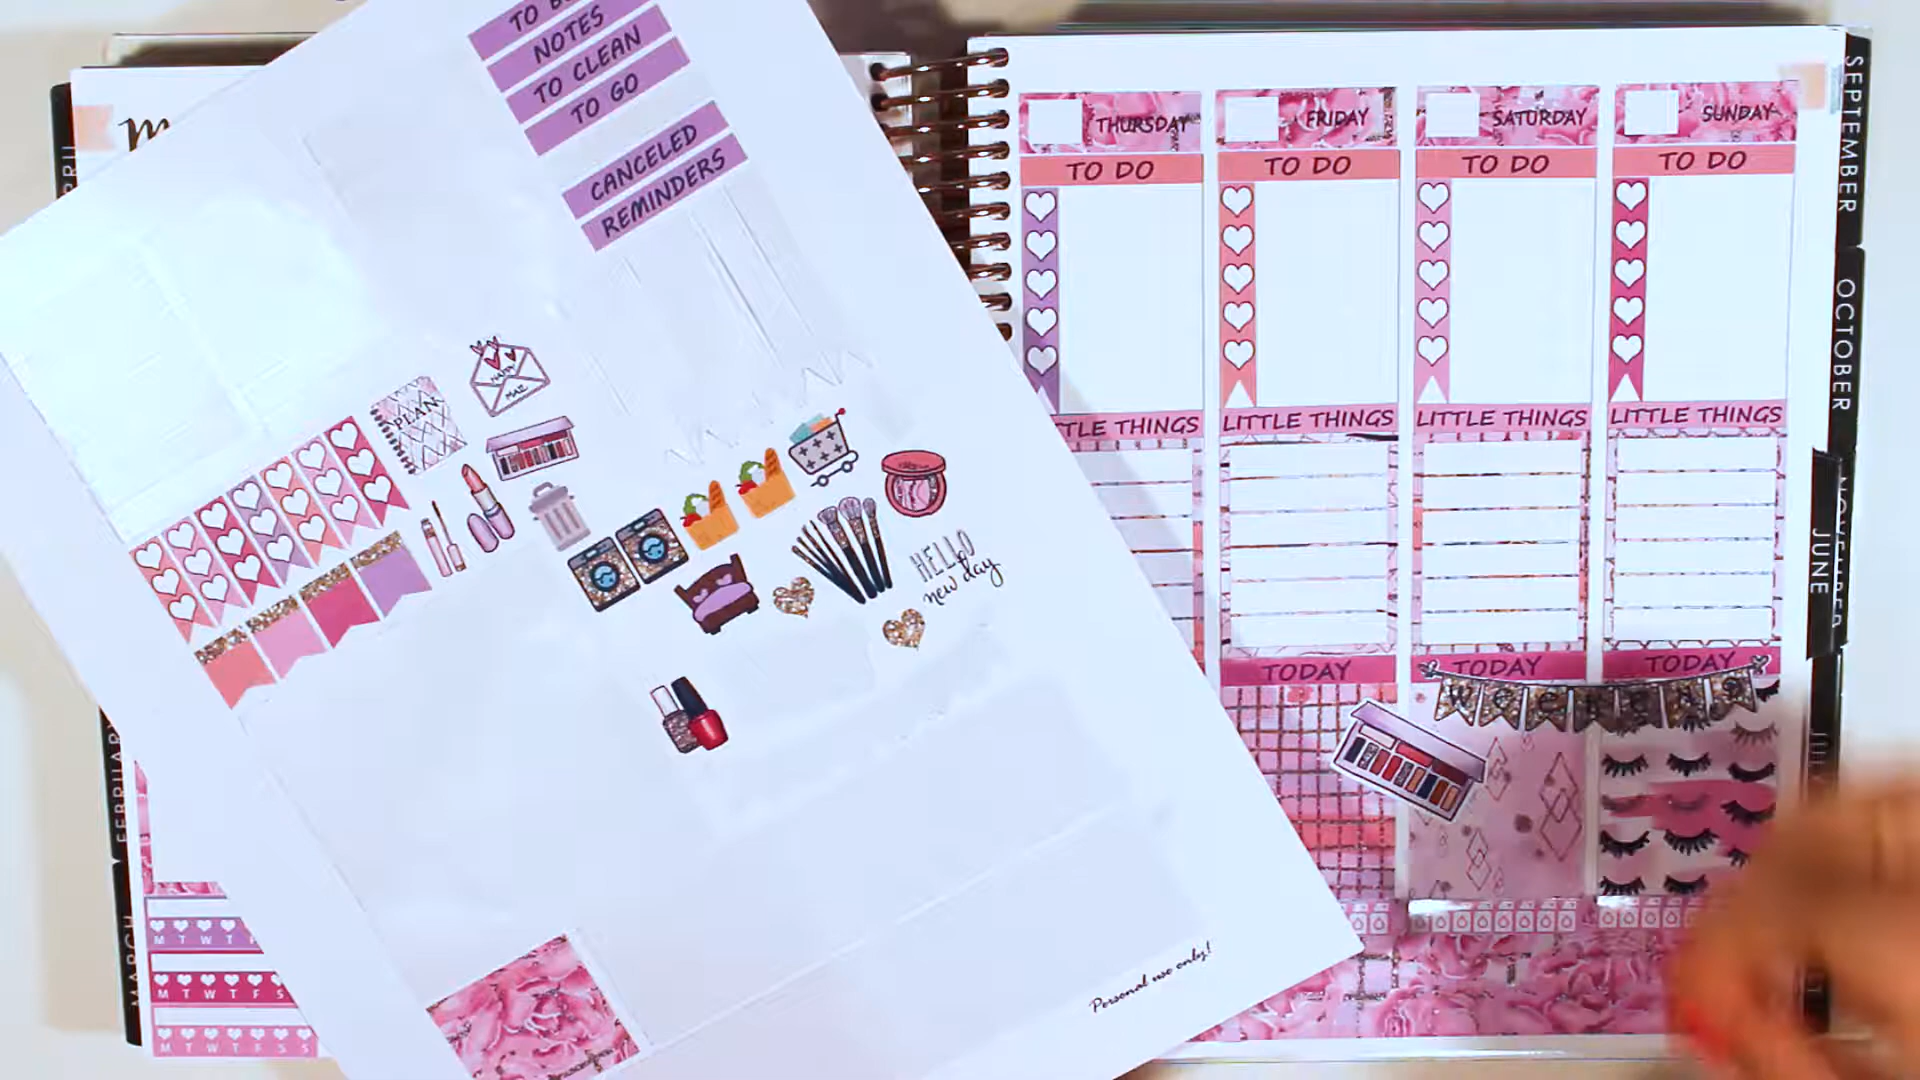 NOTES
TO CLEAN
TO GO
CANCELED
REMINDERS
HAPPY
MAIL
PLAN
HELLO
new day
Personal use only!
THURSDAY
FRIDAY
SATURDAY
SUNDAY
TO DO
TO DO
TO DO
TO DO
LITTLE THINGS
LITTLE THINGS
LITTLE THINGS
THINGS
TODAY
TODAY
TODAY
weekend
M T W T F
M T W T F S
M T W T F S S
SEPTEMBER
OCTOBER
NOVEMBER
JUNE
FEBRUARY
MARCH